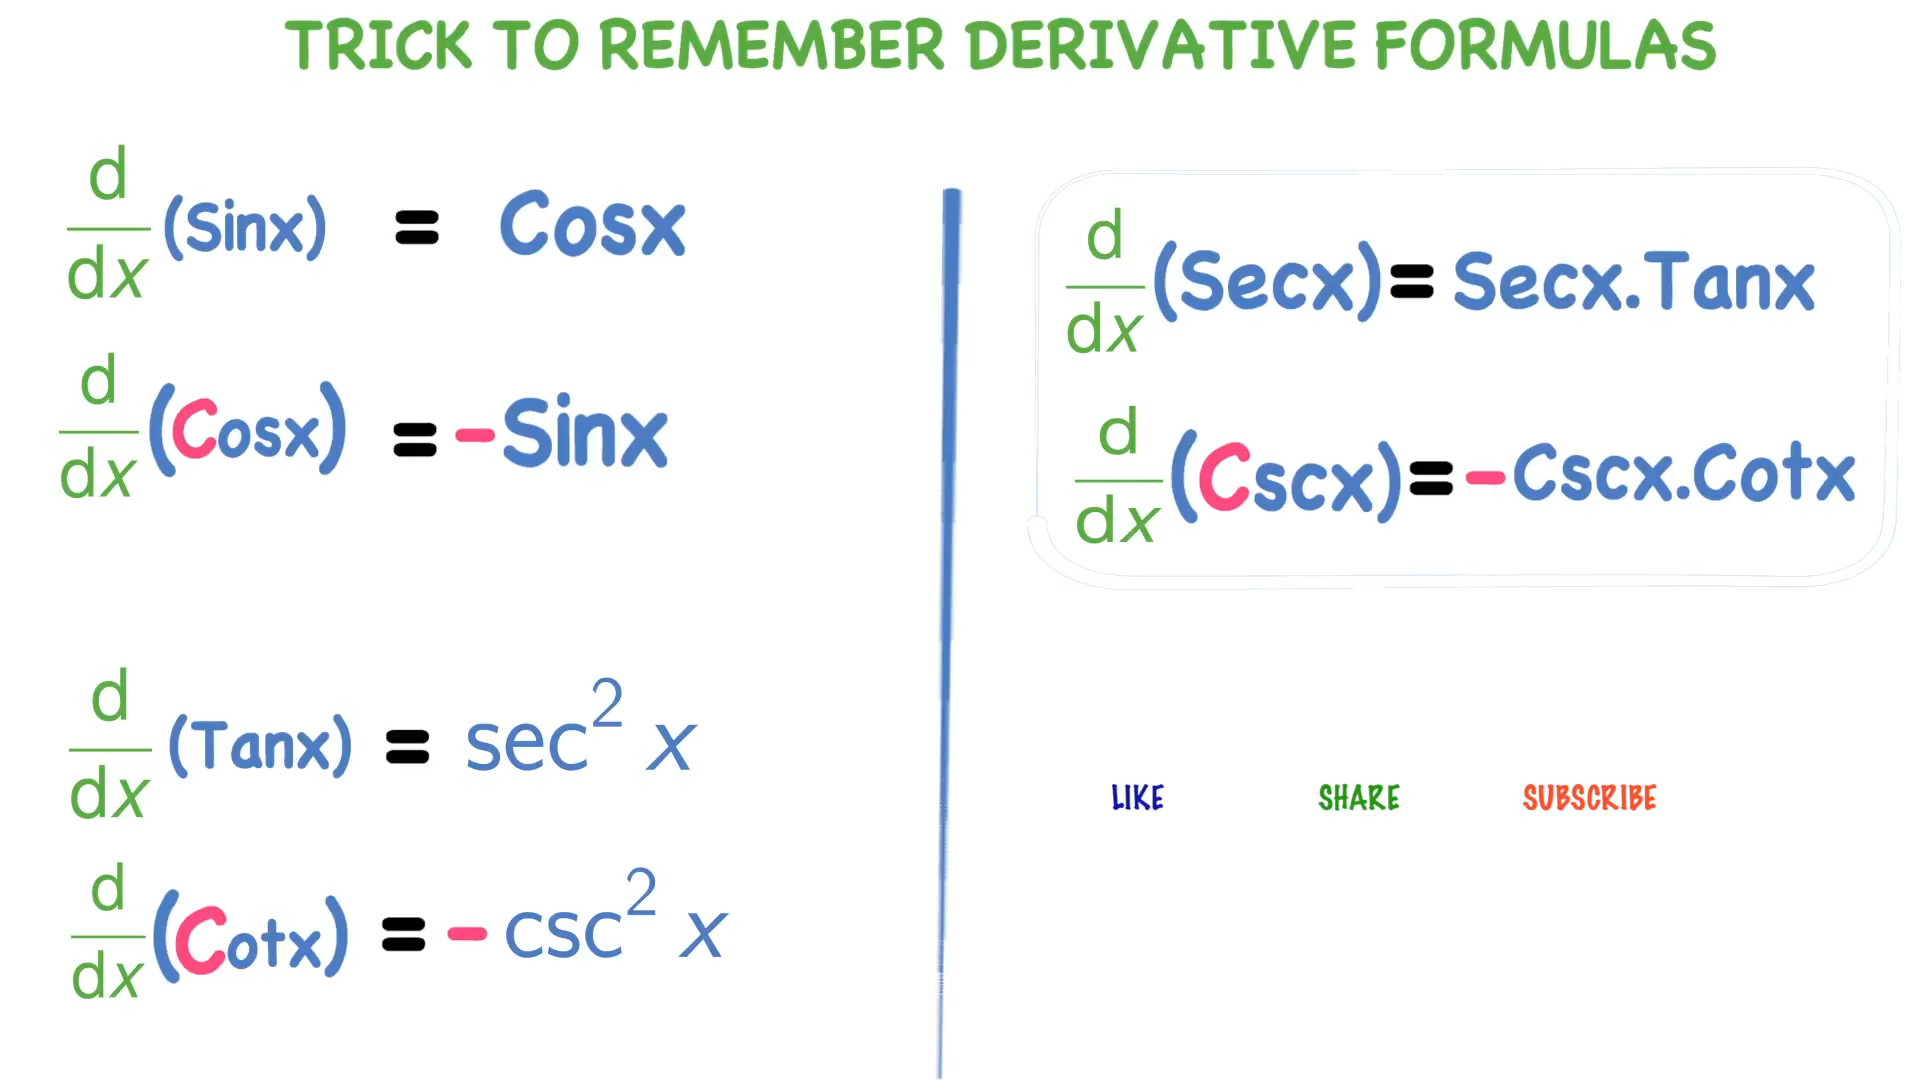 TRICK TO REMEMBER DERIVATIVE FORMULAS
d/dx (Sinx) = Cosx
d/dx (Cosx) = -Sinx
d/dx (Tanx) = sec² x
d/dx (Cotx) = - csc² x
d/dx (Secx) = Secx.Tanx
d/dx (Cscx) = -Cscx.Cotx
LIKE SHARE SUBSCRIBE